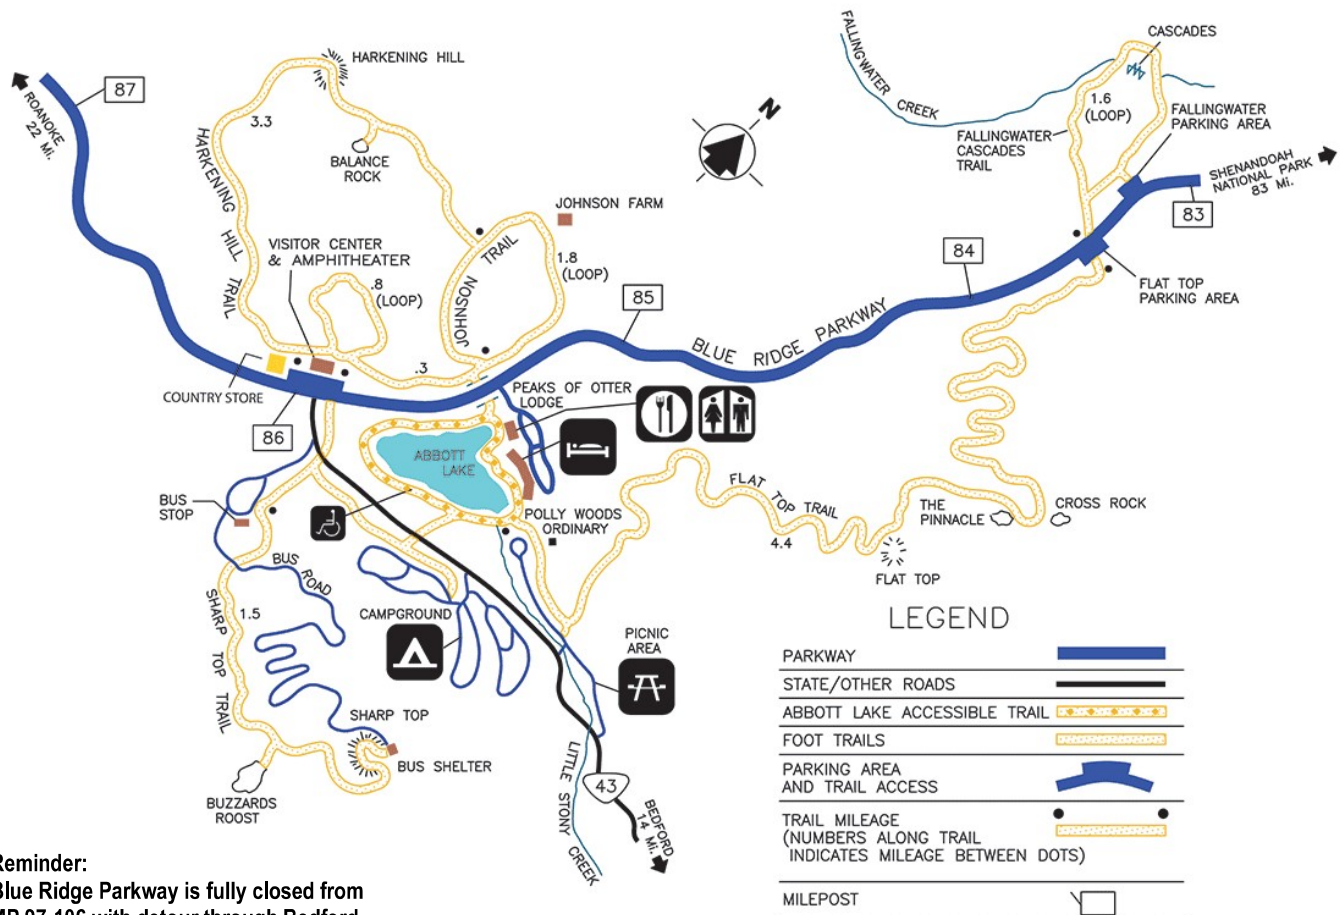 HARKENING HILL
87
ROANOKE
22 Mi.
3.3
HARKENING HILL TRAIL
BALANCE
ROCK
VISITOR CENTER
& AMPHITHEATER
.8
(LOOP)
JOHNSON FARM
JOHNSON TRAIL
1.8
(LOOP)
N
FALLINGWATER
CREEK
CASCADES
1.6
(LOOP)
FALLINGWATER
CASCADES
TRAIL
FALLINGWATER
PARKING AREA
SHENANDOAH
NATIONAL PARK
83 Mi.
83
84
FLAT TOP
PARKING AREA
85
BLUE RIDGE PARKWAY
.3
COUNTRY STORE
86
PEAKS OF OTTER
LODGE
ABBOTT
LAKE
BUS
STOP
POLLY WOODS
ORDINARY
FLAT TOP TRAIL
4.4
THE
PINNACLE
CROSS ROCK
FLAT TOP
BUS ROAD
SHARP TOP TRAIL
1.5
CAMPGROUND
PICNIC
AREA
SHARP TOP
BUS SHELTER
BUZZARDS
ROOST
LITTLE STONY CREEK
43
BEDFORD
14 Mi.
LEGEND
PARKWAY
STATE/OTHER ROADS
ABBOTT LAKE ACCESSIBLE TRAIL
FOOT TRAILS
PARKING AREA
AND TRAIL ACCESS
TRAIL MILEAGE
(NUMBERS ALONG TRAIL
INDICATES MILEAGE BETWEEN DOTS)
MILEPOST
Reminder:
Blue Ridge Parkway is fully closed from